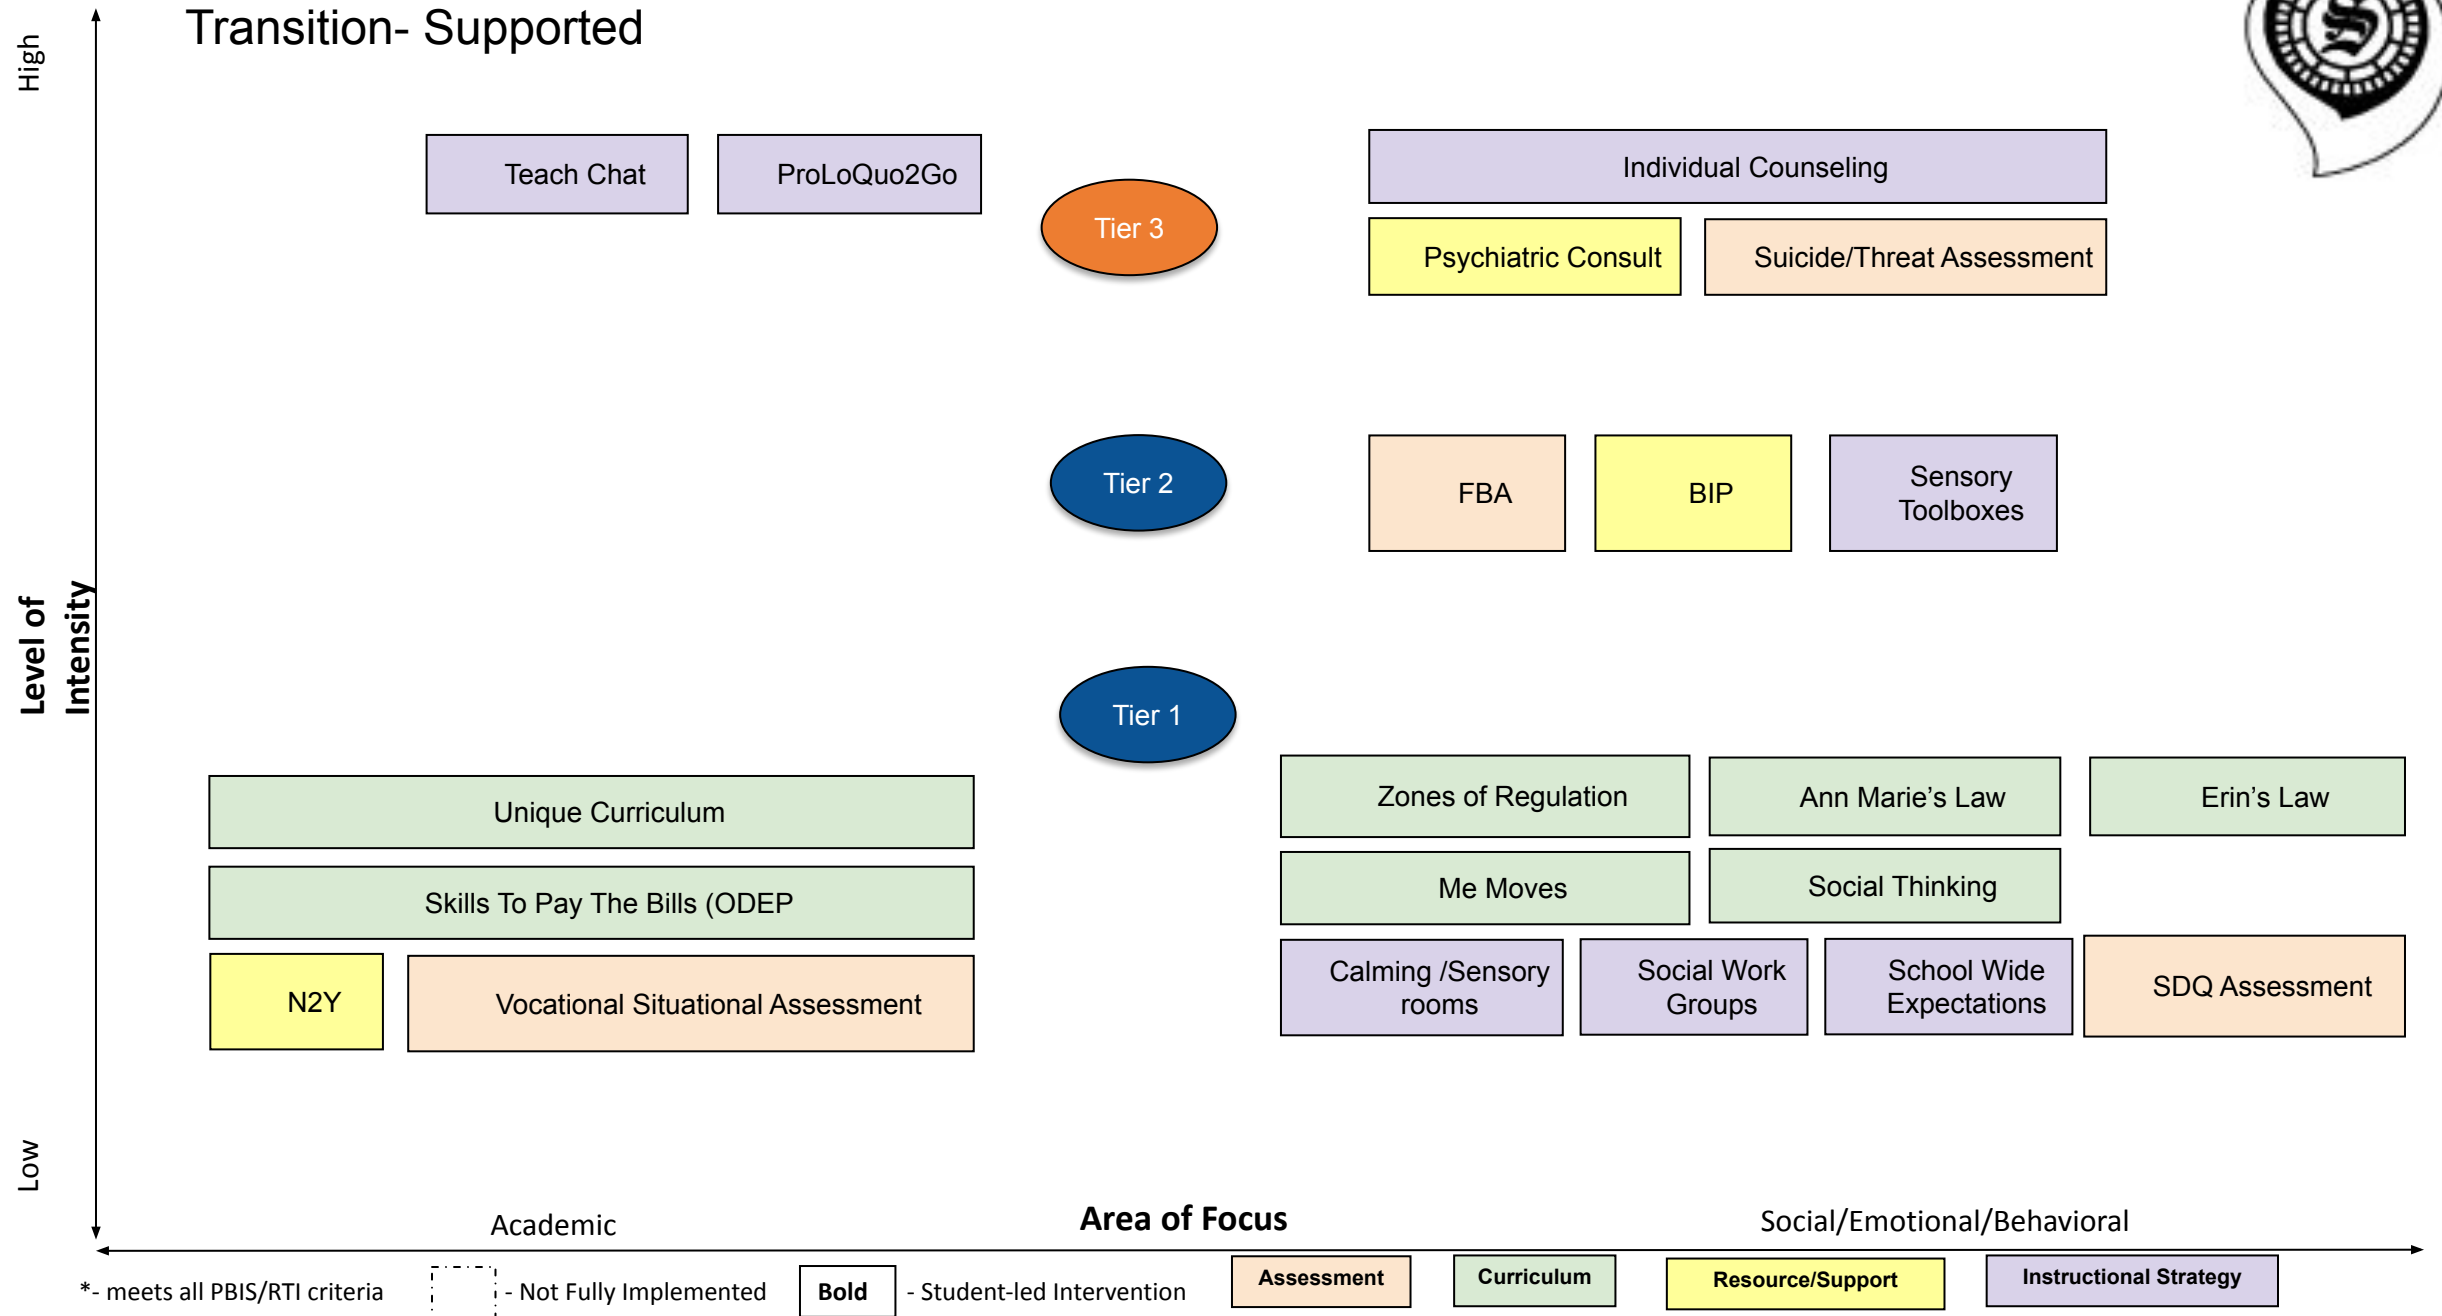 Transition- Supported
High
Teach Chat
ProLoQuo2Go
Tier 3
Individual Counseling
Psychiatric Consult
Suicide/Threat Assessment
Tier 2
FBA
BIP
Sensory
Toolboxes
Level of
Intensity
Tier 1
Unique Curriculum
Skills To Pay The Bills (ODEP
N2Y
Vocational Situational Assessment
Zones of Regulation
Ann Marie’s Law
Erin’s Law
Me Moves
Social Thinking
Calming /Sensory
rooms
Social Work
Groups
School Wide
Expectations
SDQ Assessment
Low
Academic
Area of Focus
Social/Emotional/Behavioral
*- meets all PBIS/RTI criteria
- Not Fully Implemented
Bold
- Student-led Intervention
Assessment
Curriculum
Resource/Support
Instructional Strategy
S